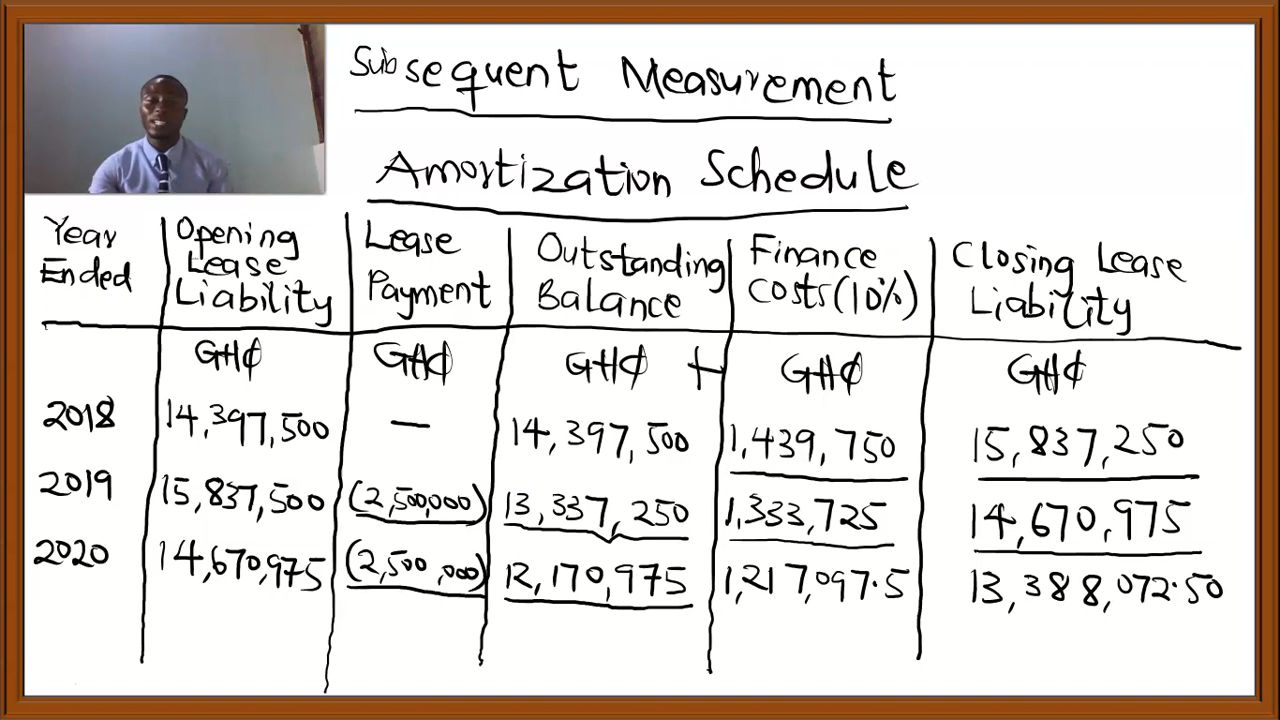 Subsequent Measurement
Amortization Schedule
Year Ended | Opening Lease Liability | Lease Payment | Outstanding Balance | Finance Costs (10%) | Closing Lease Liability
GH₵ | GH₵ | GH₵ + | GH₵ | GH₵
2018 | 14,397,500 | — | 14,397,500 | 1,439,750 | 15,837,250
2019 | 15,837,500 | (2,500,000) | 13,337,250 | 1,333,725 | 14,670,975
2020 | 14,670,975 | (2,500,000) | 12,170,975 | 1,217,097.5 | 13,388,072.50